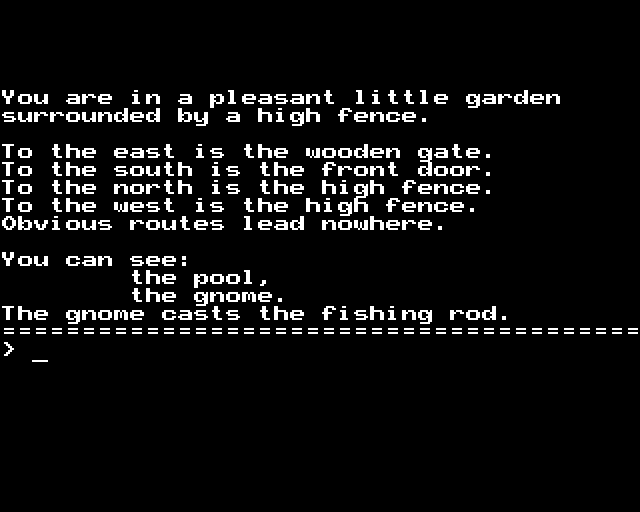 You are in a pleasant little garden
surrounded by a high fence.
To the east is the wooden gate.
To the south is the front door.
To the north is the high fence.
To the west is the high fence.
Obvious routes lead nowhere.
You can see:
the pool,
the gnome.
The gnome casts the fishing rod.
========================================
> _